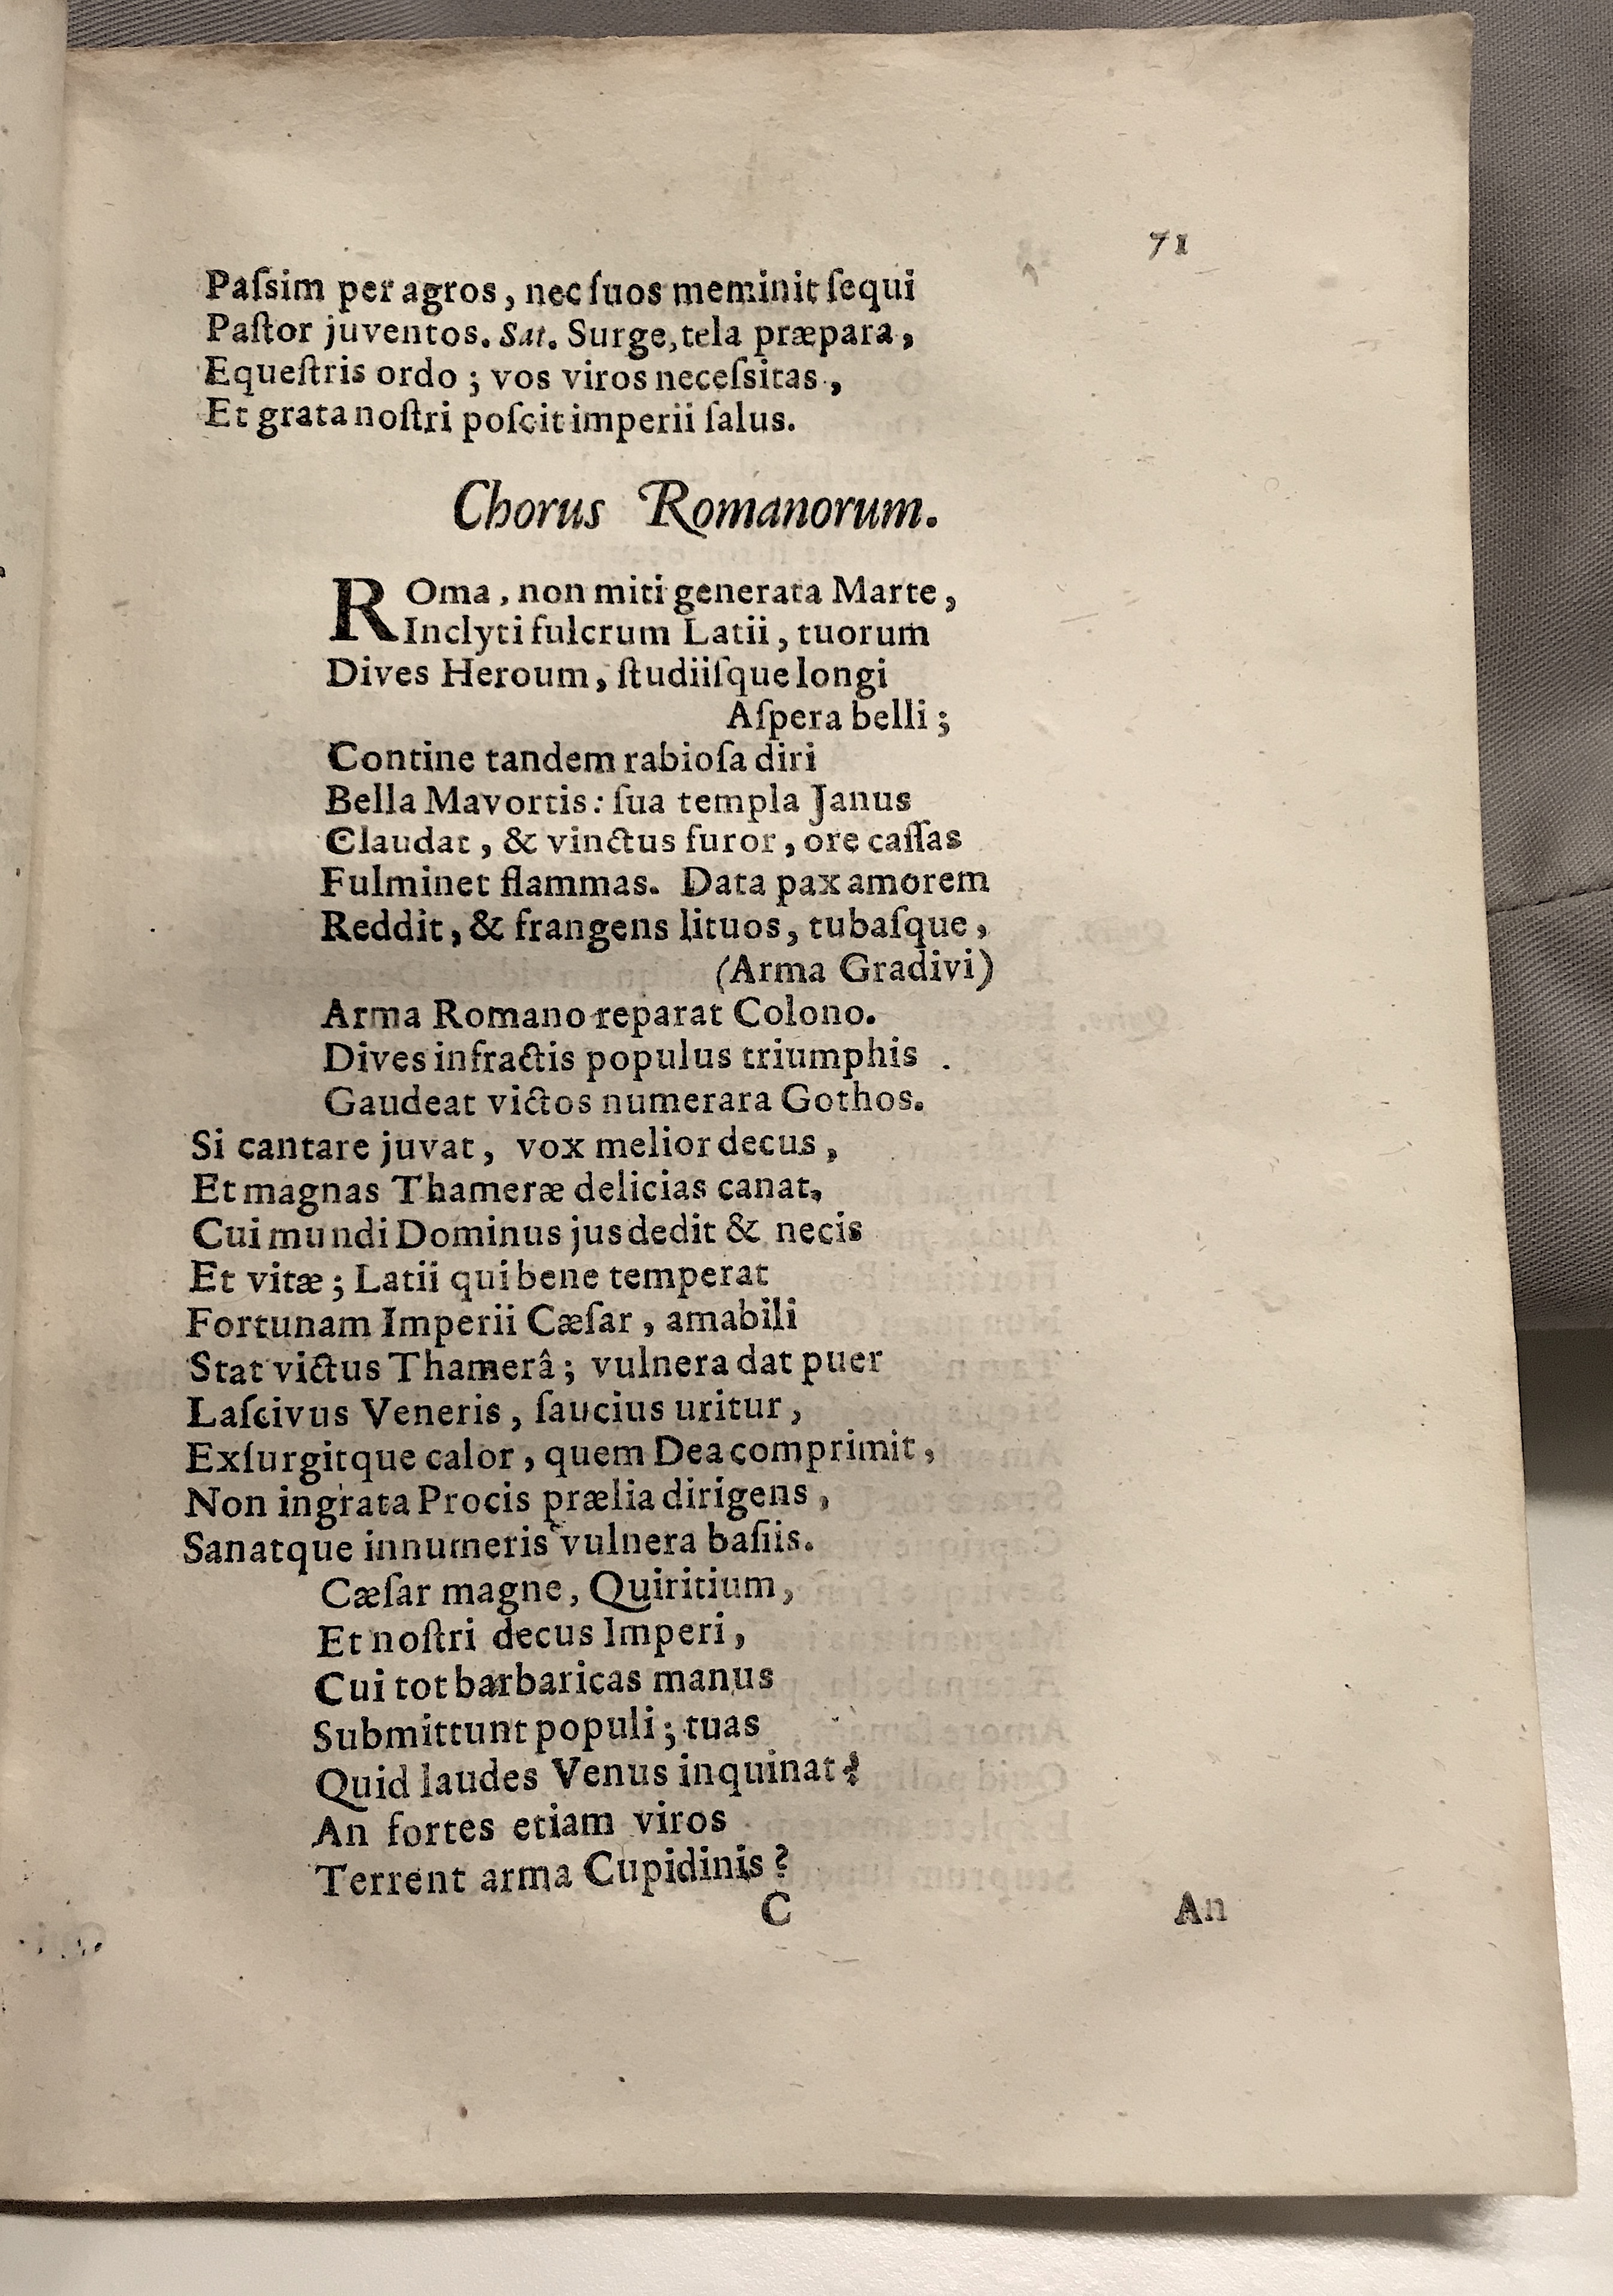 71
Paſsim per agros, nec ſuos meminit ſequi
Paſtor juventos. Sat. Surge, tela præpara,
Equeſtris ordo; vos viros neceſsitas,
Et grata noſtri poſcit imperii ſalus.
Chorus Romanorum.
ROma, non miti generata Marte,
Inclyti fulcrum Latii, tuorum
Dives Heroum, ſtudiiſque longi
Aſpera belli;
Contine tandem rabioſa diri
Bella Mavortis: ſua templa Janus
Claudat, & vinctus furor, ore caſſas
Fulminet flammas. Data pax amorem
Reddit, & frangens lituos, tubaſque,
(Arma Gradivi)
Arma Romano reparat Colono.
Dives infractis populus triumphis.
Gaudeat victos numerara Gothos.
Si cantare juvat, vox melior decus,
Et magnas Thameræ delicias canat,
Cui mundi Dominus jus dedit & necis
Et vitæ; Latii qui bene temperat
Fortunam Imperii Cæſar, amabili
Stat victus Thamerâ; vulnera dat puer
Laſcivus Veneris, ſaucius uritur,
Exſurgitque calor, quem Dea comprimit,
Non ingrata Procis prælia dirigens,
Sanatque innumeris vulnera baſiis.
Cæſar magne, Quiritium,
Et noſtri decus Imperi,
Cui tot barbaricas manus
Submittunt populi; tuas
Quid laudes Venus inquinat?
An fortes etiam viros
Terrent arma Cupidinis?
C An